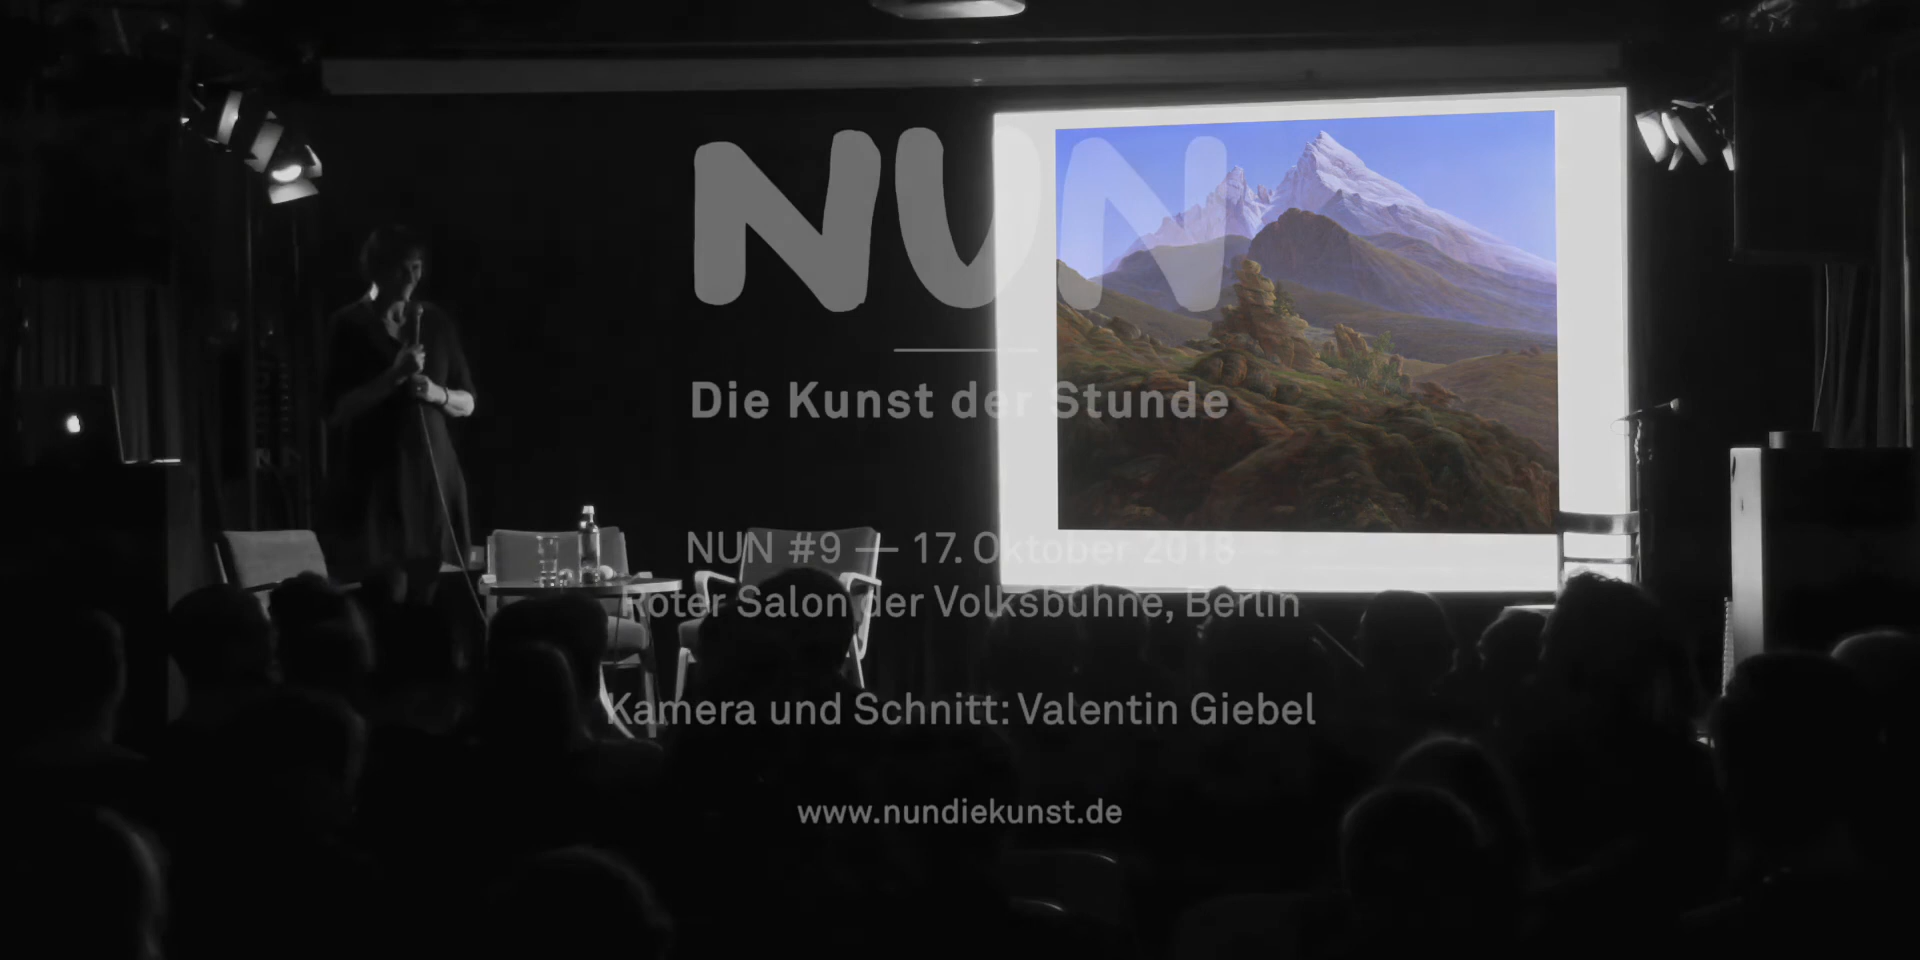 NUN
Die Kunst der Stunde
NUN #9 — 17. Oktober 2018
Roter Salon der Volksbühne, Berlin
Kamera und Schnitt: Valentin Giebel
www.nundiekunst.de